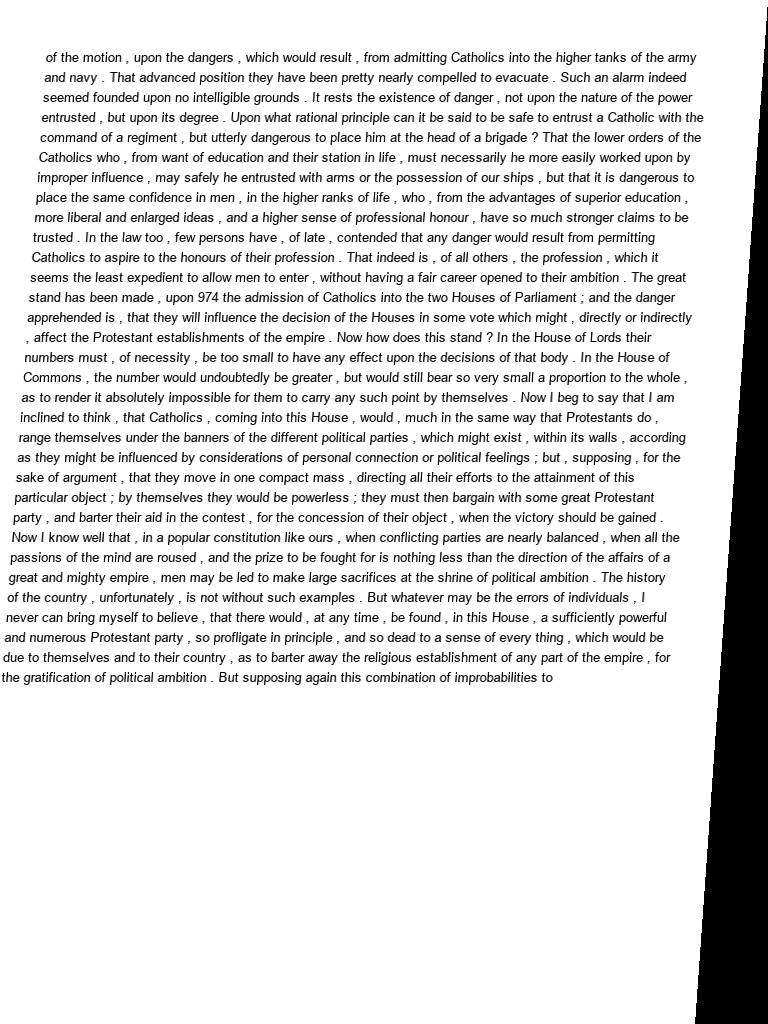 of the motion , upon the dangers , which would result , from admitting Catholics into the higher tanks of the army
and navy . That advanced position they have been pretty nearly compelled to evacuate . Such an alarm indeed
seemed founded upon no intelligible grounds . It rests the existence of danger , not upon the nature of the power
entrusted , but upon its degree . Upon what rational principle can it be said to be safe to entrust a Catholic with the
command of a regiment , but utterly dangerous to place him at the head of a brigade ? That the lower orders of the
Catholics who , from want of education and their station in life , must necessarily he more easily worked upon by
improper influence , may safely he entrusted with arms or the possession of our ships , but that it is dangerous to
place the same confidence in men , in the higher ranks of life , who , from the advantages of superior education ,
more liberal and enlarged ideas , and a higher sense of professional honour , have so much stronger claims to be
trusted . In the law too , few persons have , of late , contended that any danger would result from permitting
Catholics to aspire to the honours of their profession . That indeed is , of all others , the profession , which it
seems the least expedient to allow men to enter , without having a fair career opened to their ambition . The great
stand has been made , upon 974 the admission of Catholics into the two Houses of Parliament ; and the danger
apprehended is , that they will influence the decision of the Houses in some vote which might , directly or indirectly
, affect the Protestant establishments of the empire . Now how does this stand ? In the House of Lords their
numbers must , of necessity , be too small to have any effect upon the decisions of that body . In the House of
Commons , the number would undoubtedly be greater , but would still bear so very small a proportion to the whole ,
as to render it absolutely impossible for them to carry any such point by themselves . Now I beg to say that I am
inclined to think , that Catholics , coming into this House , would , much in the same way that Protestants do ,
range themselves under the banners of the different political parties , which might exist , within its walls , according
as they might be influenced by considerations of personal connection or political feelings ; but , supposing , for the
sake of argument , that they move in one compact mass , directing all their efforts to the attainment of this
particular object ; by themselves they would be powerless ; they must then bargain with some great Protestant
party , and barter their aid in the contest , for the concession of their object , when the victory should be gained .
Now I know well that , in a popular constitution like ours , when conflicting parties are nearly balanced , when all the
passions of the mind are roused , and the prize to be fought for is nothing less than the direction of the affairs of a
great and mighty empire , men may be led to make large sacrifices at the shrine of political ambition . The history
of the country , unfortunately , is not without such examples . But whatever may be the errors of individuals , I
never can bring myself to believe , that there would , at any time , be found , in this House , a sufficiently powerful
and numerous Protestant party , so profligate in principle , and so dead to a sense of every thing , which would be
due to themselves and to their country , as to barter away the religious establishment of any part of the empire , for
the gratification of political ambition . But supposing again this combination of improbabilities to